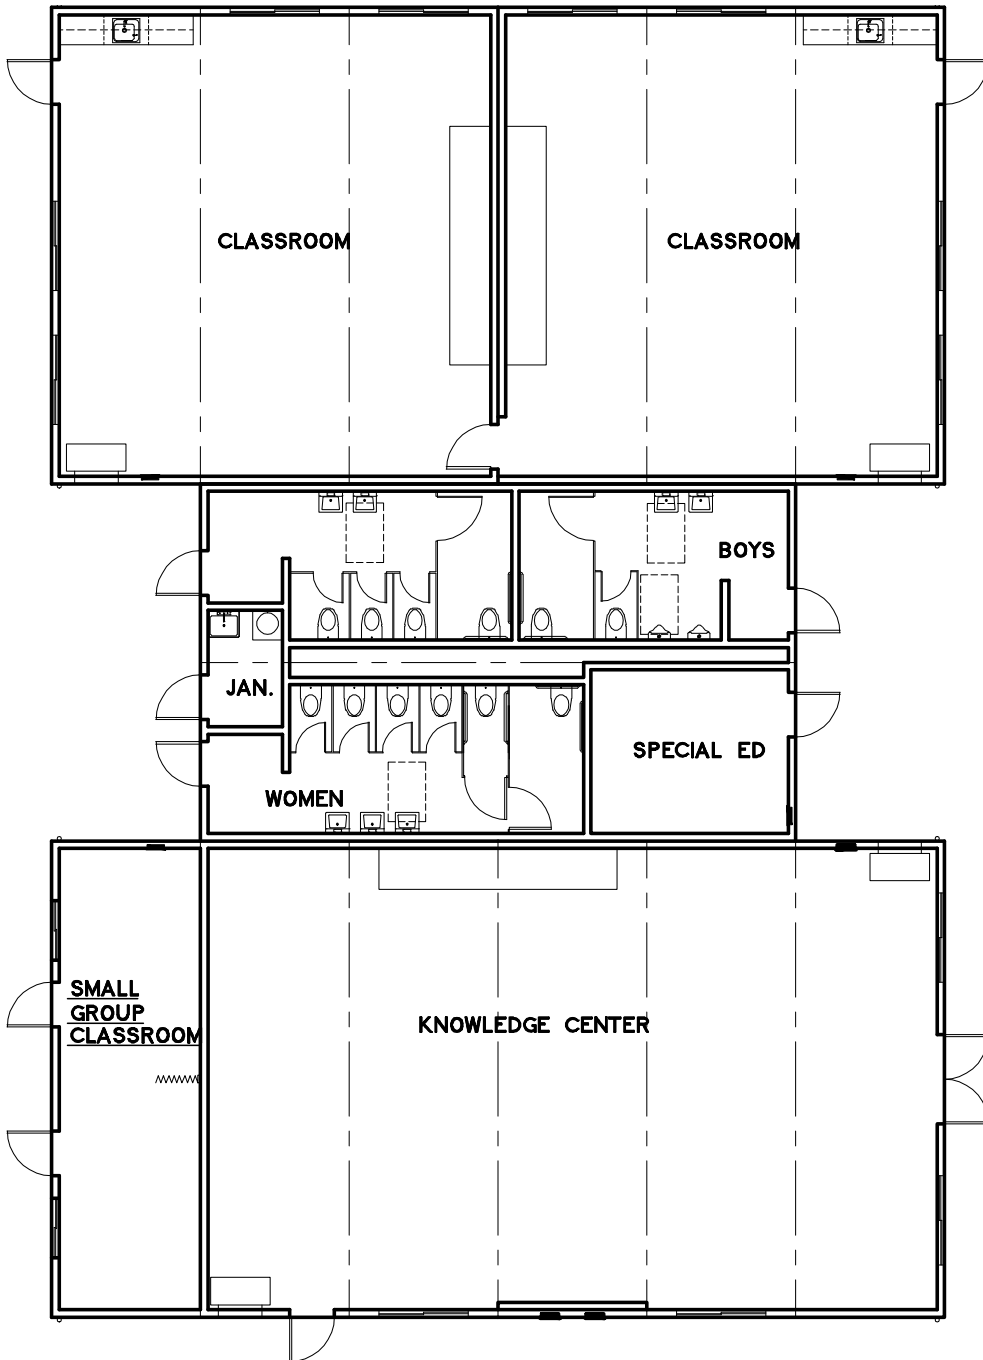 CLASSROOM
CLASSROOM
BOYS
JAN.
SPECIAL ED
WOMEN
SMALL
GROUP
CLASSROOM
KNOWLEDGE CENTER